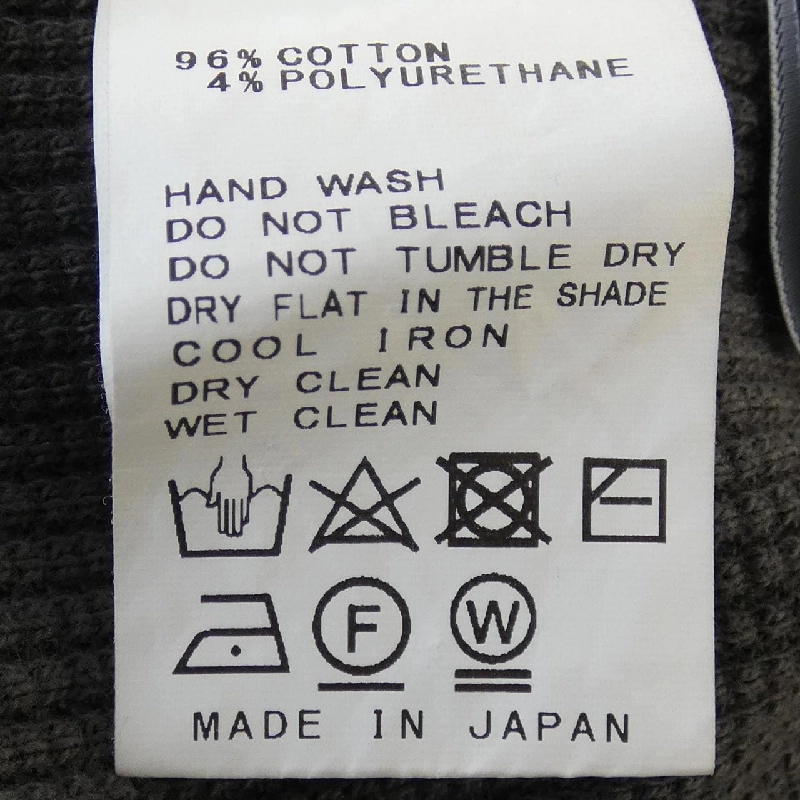 96% COTTON
4% POLYURETHANE
HAND WASH
DO NOT BLEACH
DO NOT TUMBLE DRY
DRY FLAT IN THE SHADE
COOL IRON
DRY CLEAN
WET CLEAN
F W
MADE IN JAPAN